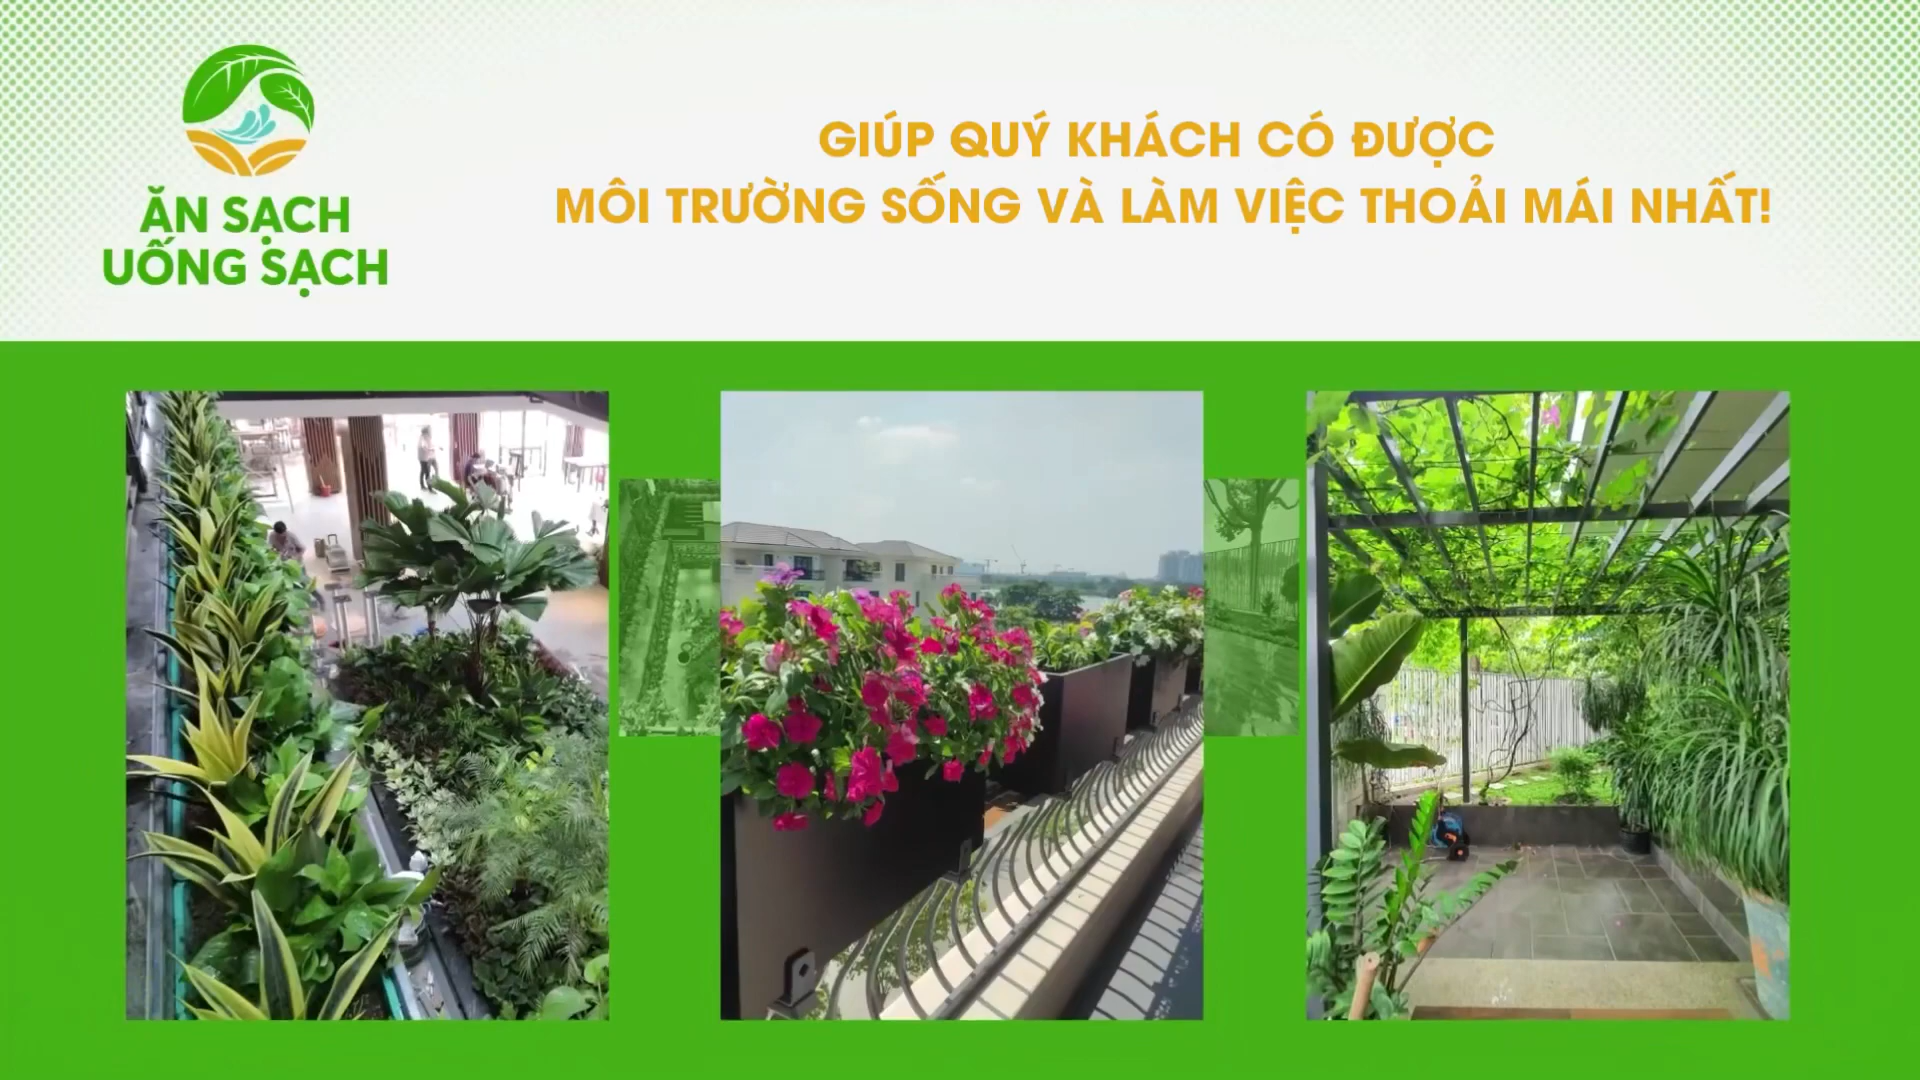 ĂN SẠCH
UỐNG SẠCH
GIÚP QUÝ KHÁCH CÓ ĐƯỢC
MÔI TRƯỜNG SỐNG VÀ LÀM VIỆC THOẢI MÁI NHẤT!